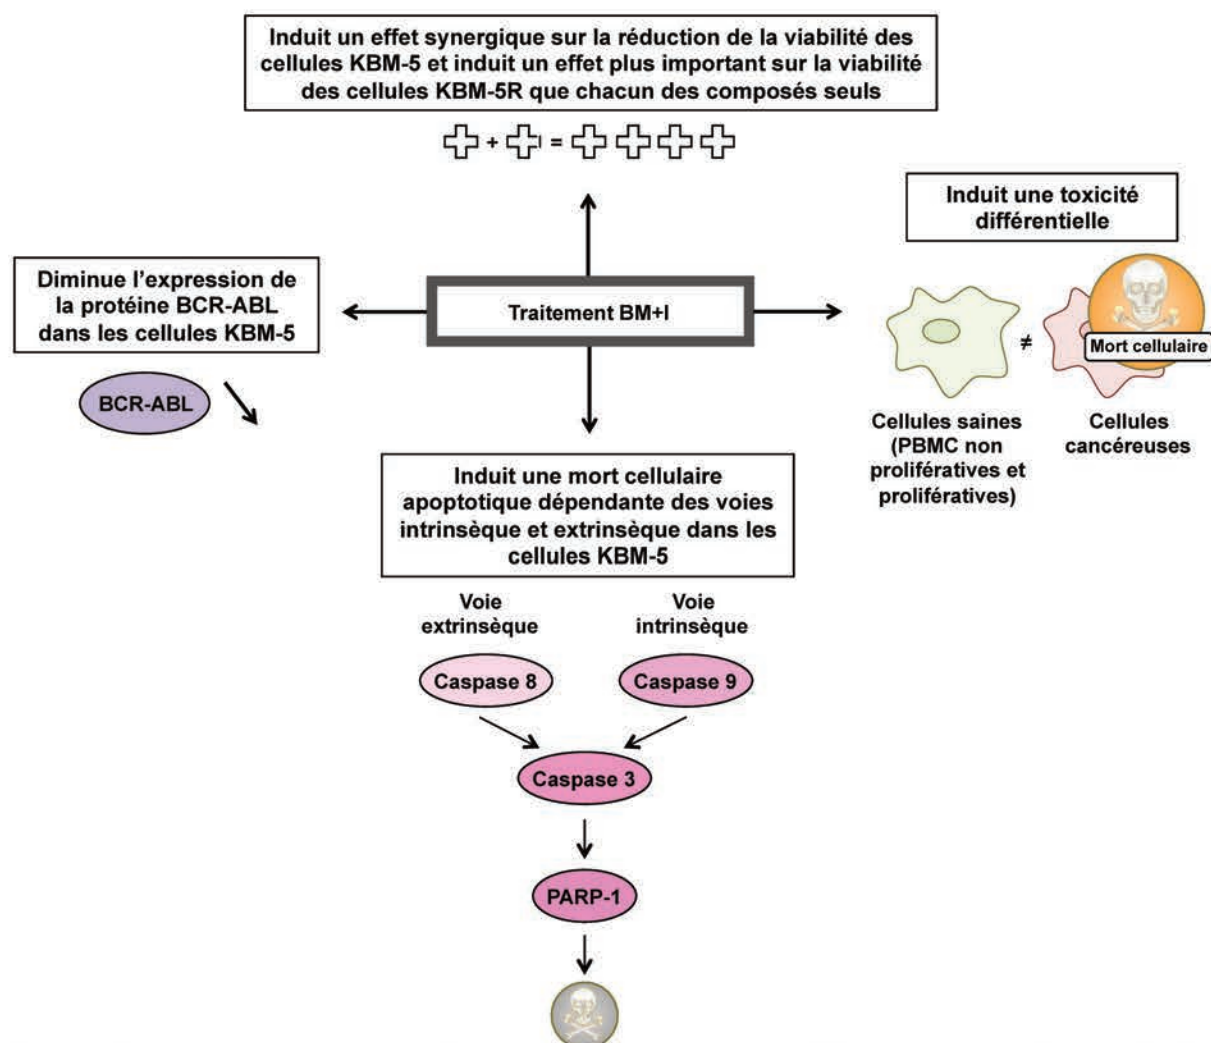 Induit un effet synergique sur la réduction de la viabilité des
cellules KBM-5 et induit un effet plus important sur la viabilité
des cellules KBM-5R que chacun des composés seuls
+ =
Induit une toxicité
différentielle
Diminue l'expression de
la protéine BCR-ABL
dans les cellules KBM-5
Traitement BM+I
≠
Mort cellulaire
BCR-ABL
Cellules saines
(PBMC non
prolifératives et
prolifératives)
Cellules
cancéreuses
Induit une mort cellulaire
apoptotique dépendante des voies
intrinsèque et extrinsèque dans les
cellules KBM-5
Voie
extrinsèque
Voie
intrinsèque
Caspase 8
Caspase 9
Caspase 3
PARP-1